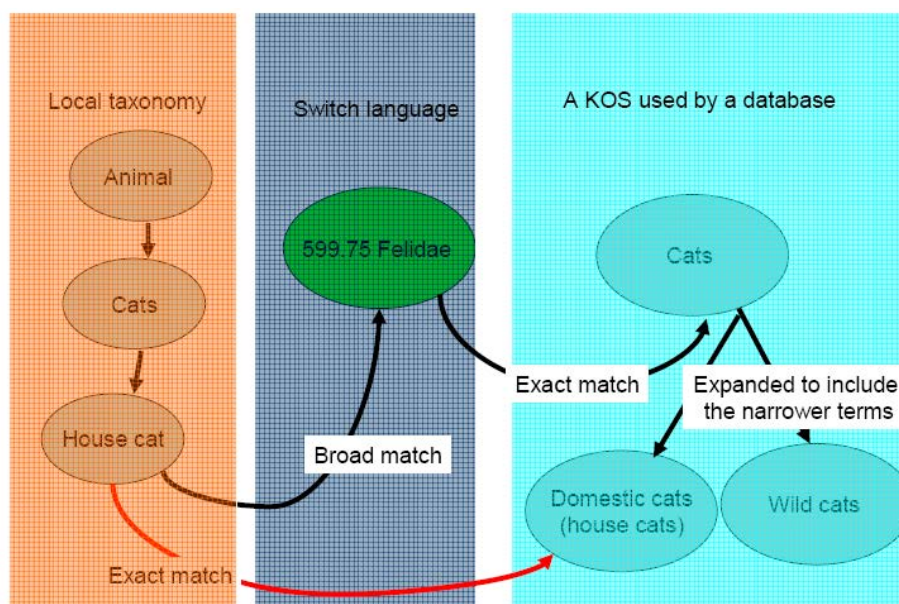 Local taxonomy
Animal
Cats
House cat
Switch language
599.75 Felidae
A KOS used by a database
Cats
Exact match
Expanded to include
the narrower terms
Broad match
Domestic cats
(house cats)
Wild cats
Exact match